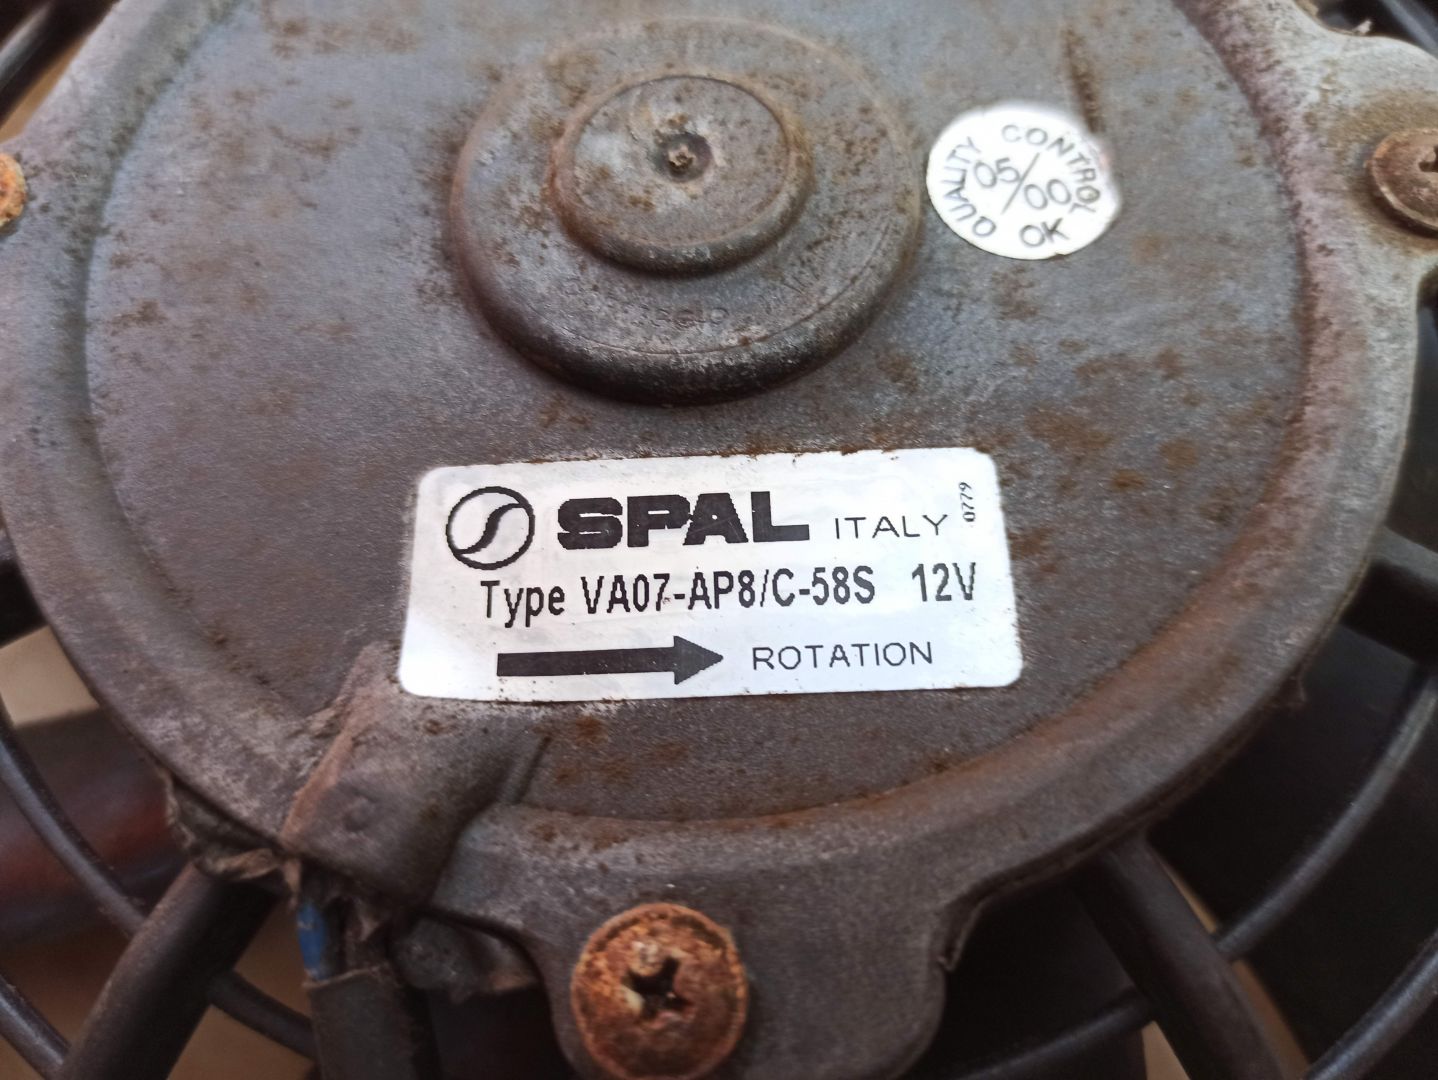 QUALITY CONTROL
05/00
OK
SPAL ITALY 0779
Type VA07-AP8/C-58S 12V
ROTATION